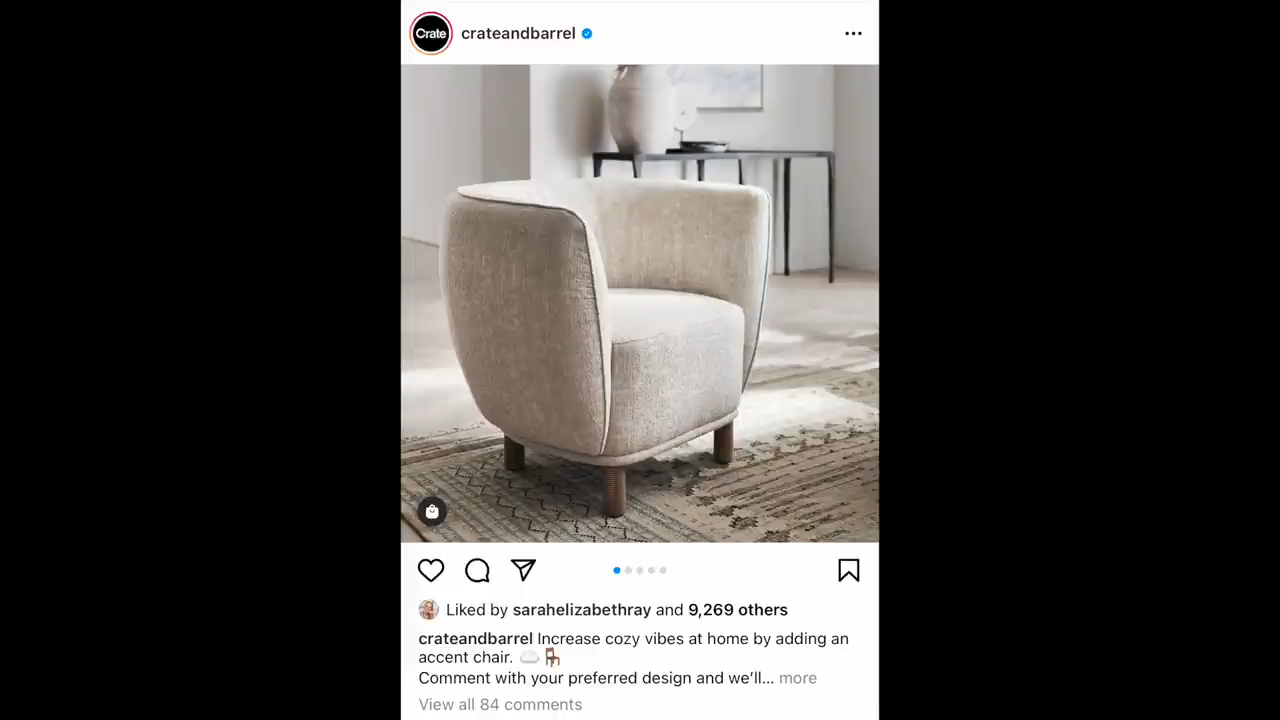 Crate
crateandbarrel
Liked by sarahelizabethray and 9,269 others
crateandbarrel Increase cozy vibes at home by adding an
accent chair. ☁️🪑
Comment with your preferred design and we’ll... more
View all 84 comments